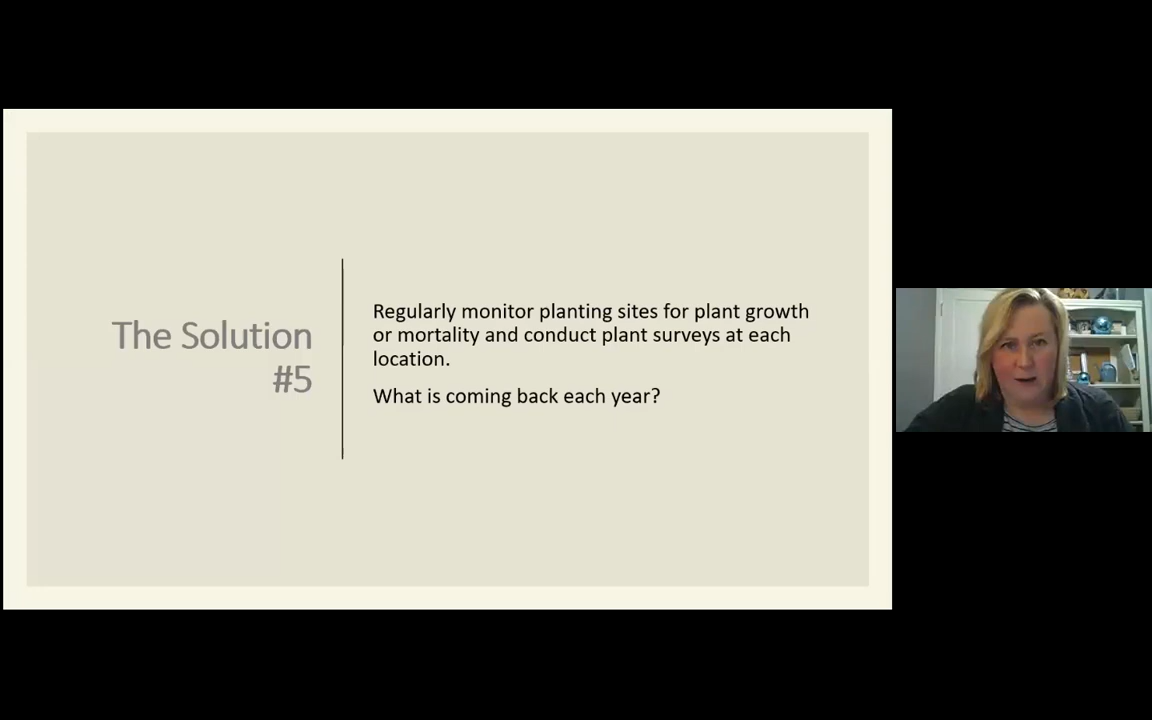 The Solution
#5
Regularly monitor planting sites for plant growth
or mortality and conduct plant surveys at each
location.
What is coming back each year?